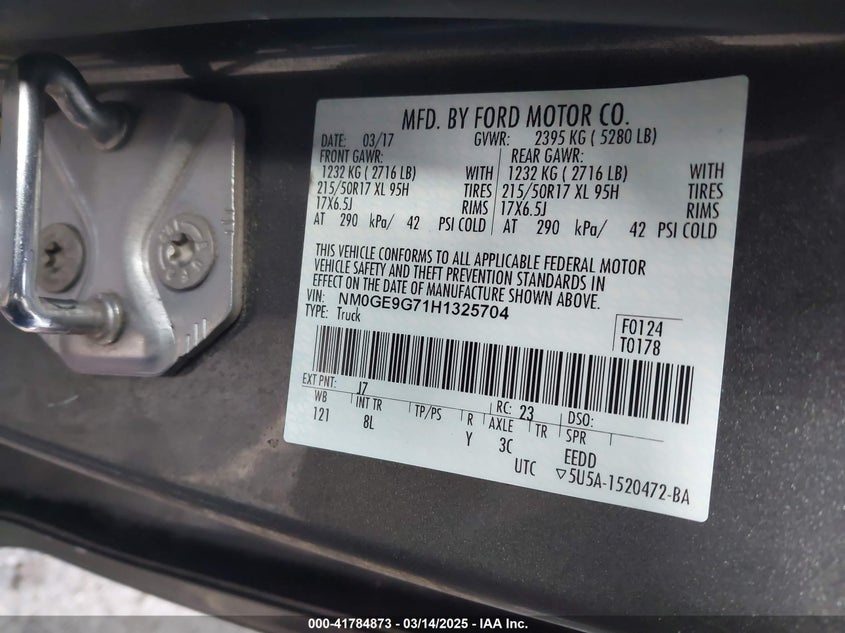 MFD. BY FORD MOTOR CO.
DATE: 03/17 GVWR: 2395 KG ( 5280 LB)
FRONT GAWR: REAR GAWR:
1232 KG ( 2716 LB) WITH 1232 KG ( 2716 LB) WITH
215/50R17 XL 95H TIRES 215/50R17 XL 95H TIRES
17X6.5J RIMS 17X6.5J RIMS
AT 290 kPa/ 42 PSI COLD AT 290 kPa/ 42 PSI COLD
THIS VEHICLE CONFORMS TO ALL APPLICABLE FEDERAL MOTOR
VEHICLE SAFETY AND THEFT PREVENTION STANDARDS IN
EFFECT ON THE DATE OF MANUFACTURE SHOWN ABOVE.
VIN: NM0GE9G71H1325704
TYPE: Truck
F0124
T0178
EXT PNT: J7 RC: 23 DSO:
WB INT TR TP/PS R AXLE TR SPR
121 8L Y 3C EEDD
UTC ▽5U5A-1520472-BA
000-41784873 - 03/14/2025 - IAAI.com